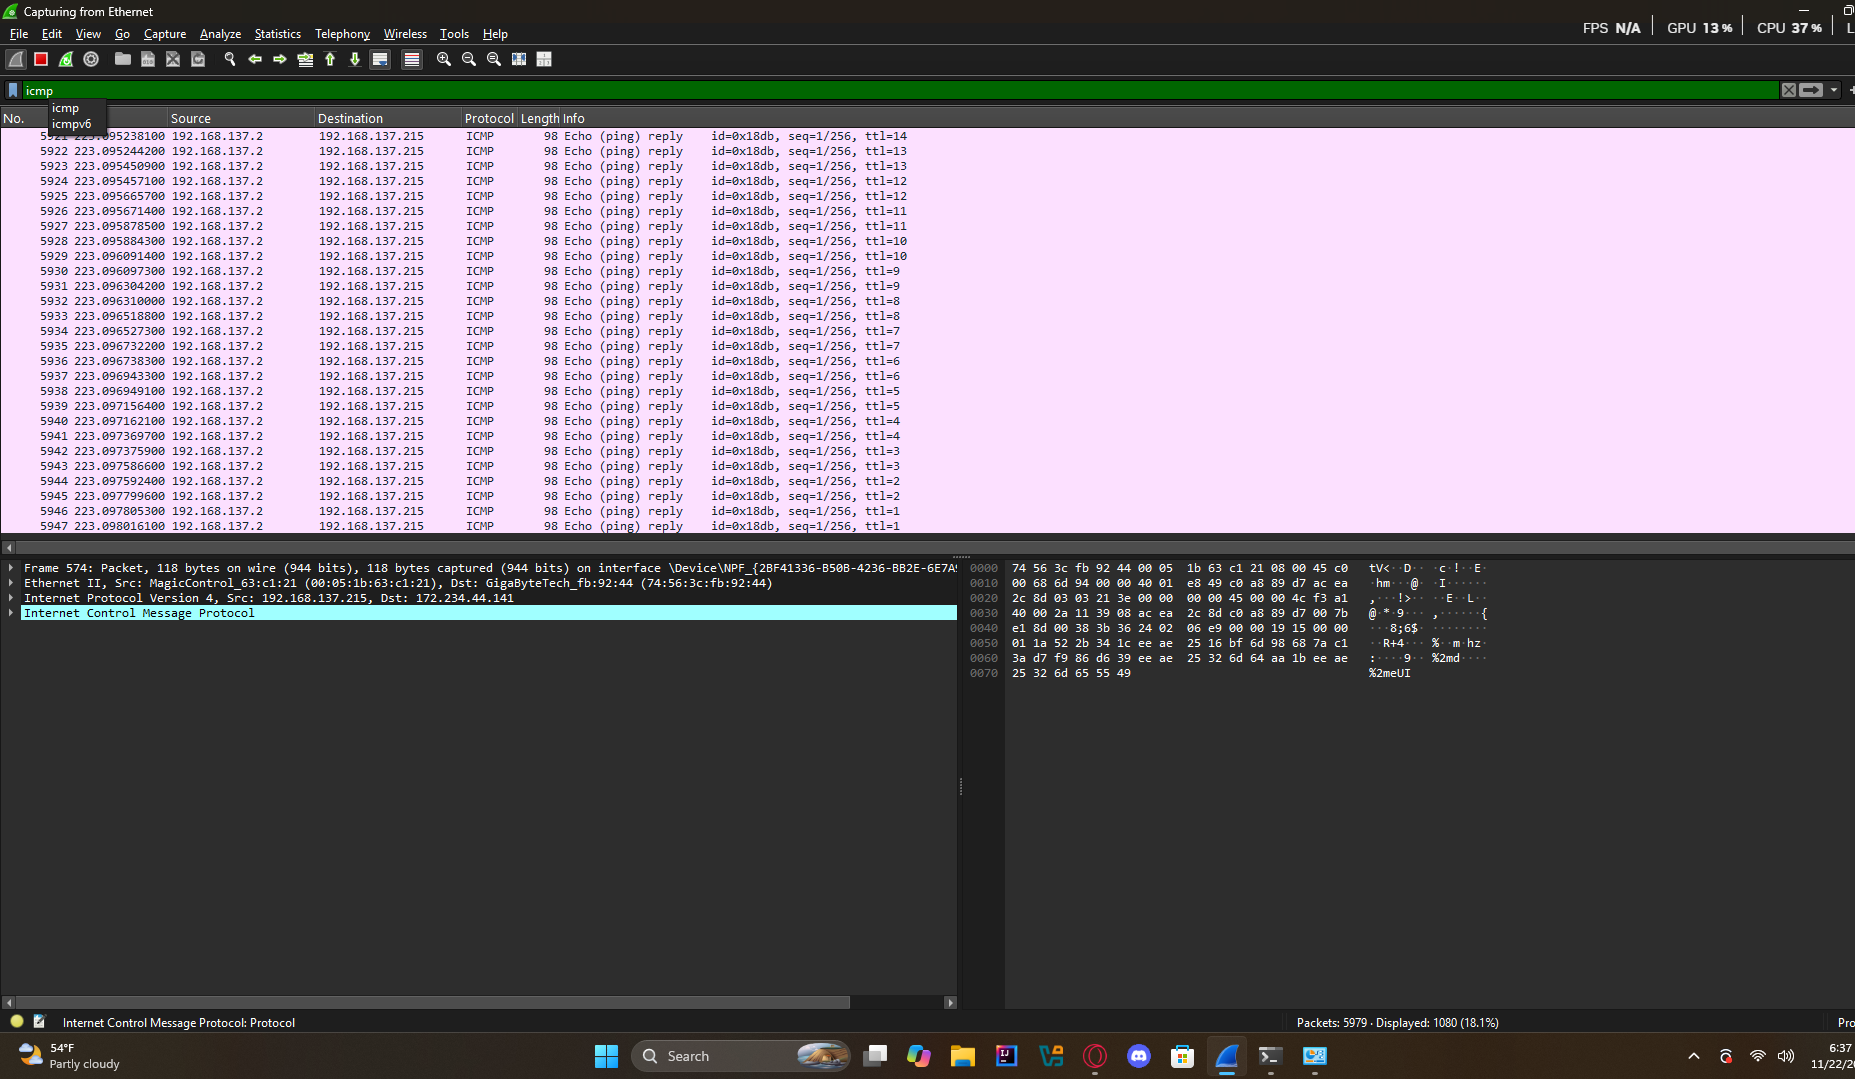 Capturing from Ethernet
FPS N/A GPU 13 % CPU 37 % L
File Edit View Go Capture Analyze Statistics Telephony Wireless Tools Help
icmp
icmp
icmpv6
No. Source Destination Protocol Length Info
5921 223.095238100 192.168.137.2 192.168.137.215 ICMP 98 Echo (ping) reply id=0x18db, seq=1/256, ttl=14
5922 223.095244200 192.168.137.2 192.168.137.215 ICMP 98 Echo (ping) reply id=0x18db, seq=1/256, ttl=13
5923 223.095450900 192.168.137.2 192.168.137.215 ICMP 98 Echo (ping) reply id=0x18db, seq=1/256, ttl=13
5924 223.095457100 192.168.137.2 192.168.137.215 ICMP 98 Echo (ping) reply id=0x18db, seq=1/256, ttl=12
5925 223.095665700 192.168.137.2 192.168.137.215 ICMP 98 Echo (ping) reply id=0x18db, seq=1/256, ttl=12
5926 223.095671400 192.168.137.2 192.168.137.215 ICMP 98 Echo (ping) reply id=0x18db, seq=1/256, ttl=11
5927 223.095878500 192.168.137.2 192.168.137.215 ICMP 98 Echo (ping) reply id=0x18db, seq=1/256, ttl=11
5928 223.095884300 192.168.137.2 192.168.137.215 ICMP 98 Echo (ping) reply id=0x18db, seq=1/256, ttl=10
5929 223.096091400 192.168.137.2 192.168.137.215 ICMP 98 Echo (ping) reply id=0x18db, seq=1/256, ttl=10
5930 223.096097300 192.168.137.2 192.168.137.215 ICMP 98 Echo (ping) reply id=0x18db, seq=1/256, ttl=9
5931 223.096304200 192.168.137.2 192.168.137.215 ICMP 98 Echo (ping) reply id=0x18db, seq=1/256, ttl=9
5932 223.096310000 192.168.137.2 192.168.137.215 ICMP 98 Echo (ping) reply id=0x18db, seq=1/256, ttl=8
5933 223.096518800 192.168.137.2 192.168.137.215 ICMP 98 Echo (ping) reply id=0x18db, seq=1/256, ttl=8
5934 223.096527300 192.168.137.2 192.168.137.215 ICMP 98 Echo (ping) reply id=0x18db, seq=1/256, ttl=7
5935 223.096732200 192.168.137.2 192.168.137.215 ICMP 98 Echo (ping) reply id=0x18db, seq=1/256, ttl=7
5936 223.096738300 192.168.137.2 192.168.137.215 ICMP 98 Echo (ping) reply id=0x18db, seq=1/256, ttl=6
5937 223.096943300 192.168.137.2 192.168.137.215 ICMP 98 Echo (ping) reply id=0x18db, seq=1/256, ttl=6
5938 223.096949100 192.168.137.2 192.168.137.215 ICMP 98 Echo (ping) reply id=0x18db, seq=1/256, ttl=5
5939 223.097156400 192.168.137.2 192.168.137.215 ICMP 98 Echo (ping) reply id=0x18db, seq=1/256, ttl=5
5940 223.097162100 192.168.137.2 192.168.137.215 ICMP 98 Echo (ping) reply id=0x18db, seq=1/256, ttl=4
5941 223.097369700 192.168.137.2 192.168.137.215 ICMP 98 Echo (ping) reply id=0x18db, seq=1/256, ttl=4
5942 223.097375900 192.168.137.2 192.168.137.215 ICMP 98 Echo (ping) reply id=0x18db, seq=1/256, ttl=3
5943 223.097586600 192.168.137.2 192.168.137.215 ICMP 98 Echo (ping) reply id=0x18db, seq=1/256, ttl=3
5944 223.097592400 192.168.137.2 192.168.137.215 ICMP 98 Echo (ping) reply id=0x18db, seq=1/256, ttl=2
5945 223.097799600 192.168.137.2 192.168.137.215 ICMP 98 Echo (ping) reply id=0x18db, seq=1/256, ttl=2
5946 223.097805300 192.168.137.2 192.168.137.215 ICMP 98 Echo (ping) reply id=0x18db, seq=1/256, ttl=1
5947 223.098016100 192.168.137.2 192.168.137.215 ICMP 98 Echo (ping) reply id=0x18db, seq=1/256, ttl=1
Frame 574: Packet, 118 bytes on wire (944 bits), 118 bytes captured (944 bits) on interface \Device\NPF_{2BF41336-B50B-4236-BB2E-6E7A9
Ethernet II, Src: MagicControl_63:c1:21 (00:05:1b:63:c1:21), Dst: GigaByteTech_fb:92:44 (74:56:3c:fb:92:44)
Internet Protocol Version 4, Src: 192.168.137.215, Dst: 172.234.44.141
Internet Control Message Protocol
0000 74 56 3c fb 92 44 00 05 1b 63 c1 21 08 00 45 c0 tV<··D·· ·c·!··E·
0010 00 68 6d 94 00 00 40 01 e8 49 c0 a8 89 d7 ac ea ·hm···@· ·I······
0020 2c 8d 03 03 21 3e 00 00 00 00 45 00 00 4c f3 a1 ,···!>·· ··E··L··
0030 40 00 2a 11 39 08 ac ea 2c 8d c0 a8 89 d7 00 7b @·*·9··· ,······{
0040 e1 8d 00 38 3b 36 24 02 06 e9 00 00 19 15 00 00 ···8;6$· ········
0050 01 1a 52 2b 34 1c ee ae 25 16 bf 6d 98 68 7a c1 ··R+4··· %··m·hz·
0060 3a d7 f9 86 d6 39 ee ae 25 32 6d 64 aa 1b ee ae :····9·· %2md····
0070 25 32 6d 65 55 49 %2meUI
Internet Control Message Protocol: Protocol
Packets: 5979 · Displayed: 1080 (18.1%)
Pro
54°F
Partly cloudy
Search
6:37
11/22/20